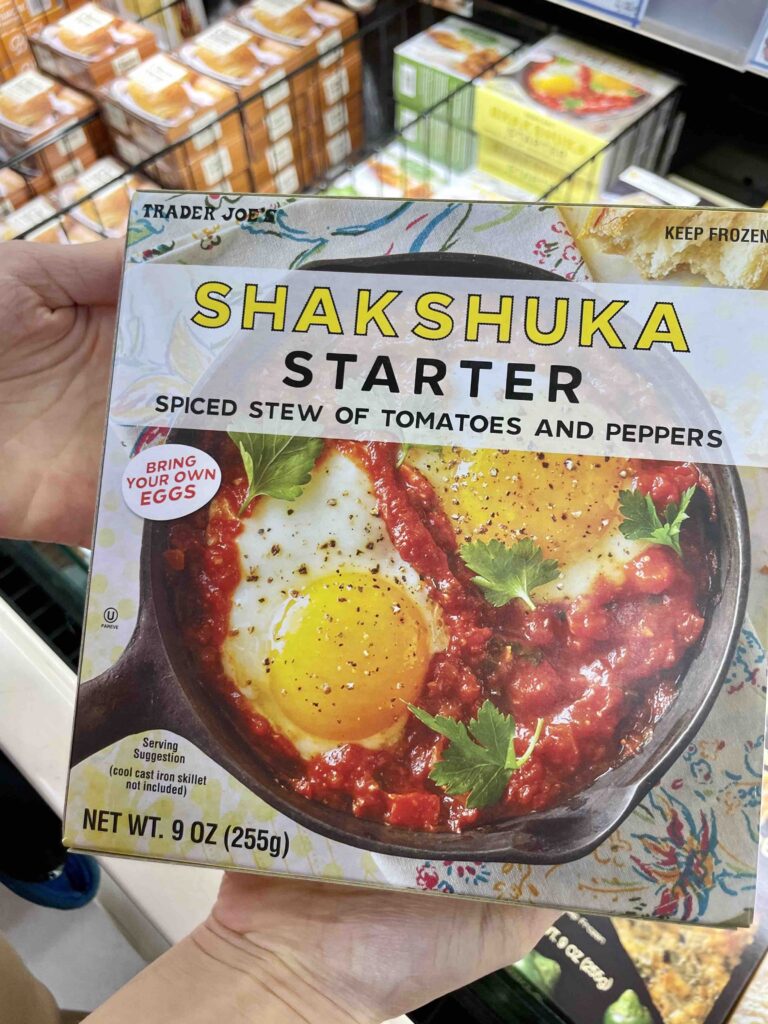 TRADER JOE'S
KEEP FROZEN
SHAKSHUKA
STARTER
SPICED STEW OF TOMATOES AND PEPPERS
BRING
YOUR OWN
EGGS
U
PAREVE
Serving
Suggestion
(cool cast iron skillet
not included)
NET WT. 9 OZ (255g)